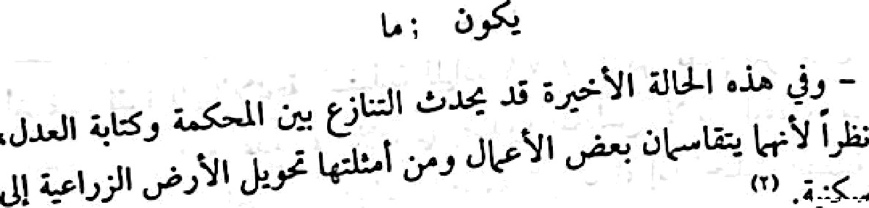 يكون ; ما
- وفي هذه الحالة الأخيرة قد يحدث التنازع بين المحكمة وكتابة العدل،
نظراً لأنهما يتقاسمان بعض الأعمال ومن أمثلتها تحويل الأرض الزراعية إلى
سكنية. (٢)